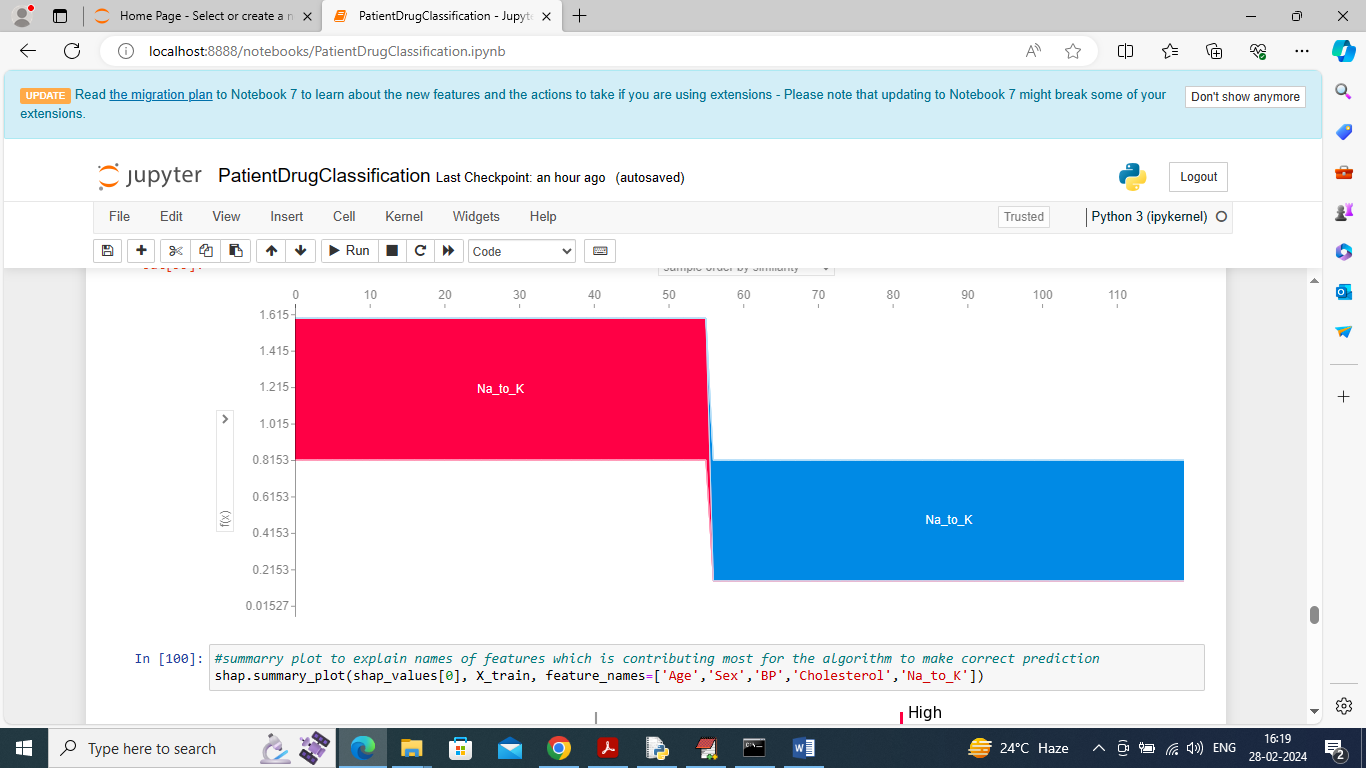 Home Page - Select or create a n
PatientDrugClassification - Jupyt
localhost:8888/notebooks/PatientDrugClassification.ipynb
UPDATE Read the migration plan to Notebook 7 to learn about the new features and the actions to take if you are using extensions - Please note that updating to Notebook 7 might break some of your
extensions.
Don't show anymore
jupyter PatientDrugClassification Last Checkpoint: an hour ago (autosaved)
Logout
File Edit View Insert Cell Kernel Widgets Help
Trusted
Python 3 (ipykernel)
Run
Code
sample order by similarity
0 10 20 30 40 50 60 70 80 90 100 110
1.615
1.415
1.215
1.015
0.8153
0.6153
0.4153
0.2153
0.01527
f(x)
Na_to_K
Na_to_K
In [100]:
#summarry plot to explain names of features which is contributing most for the algorithm to make correct prediction
shap.summary_plot(shap_values[0], X_train, feature_names=['Age','Sex','BP','Cholesterol','Na_to_K'])
High
Type here to search
24°C Haze
ENG
16:19
28-02-2024
2